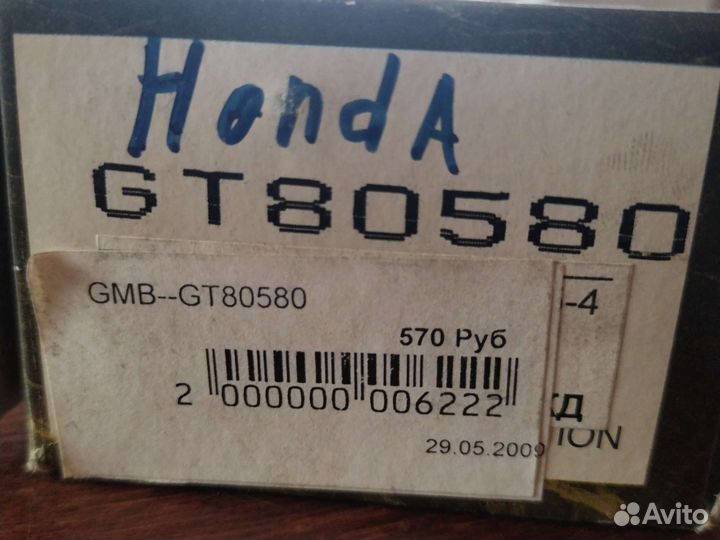 HondA
GT80580
GMB--GT80580
-4
570 Руб
2 000000 006222
КД
29.05.2009
ION
Avito